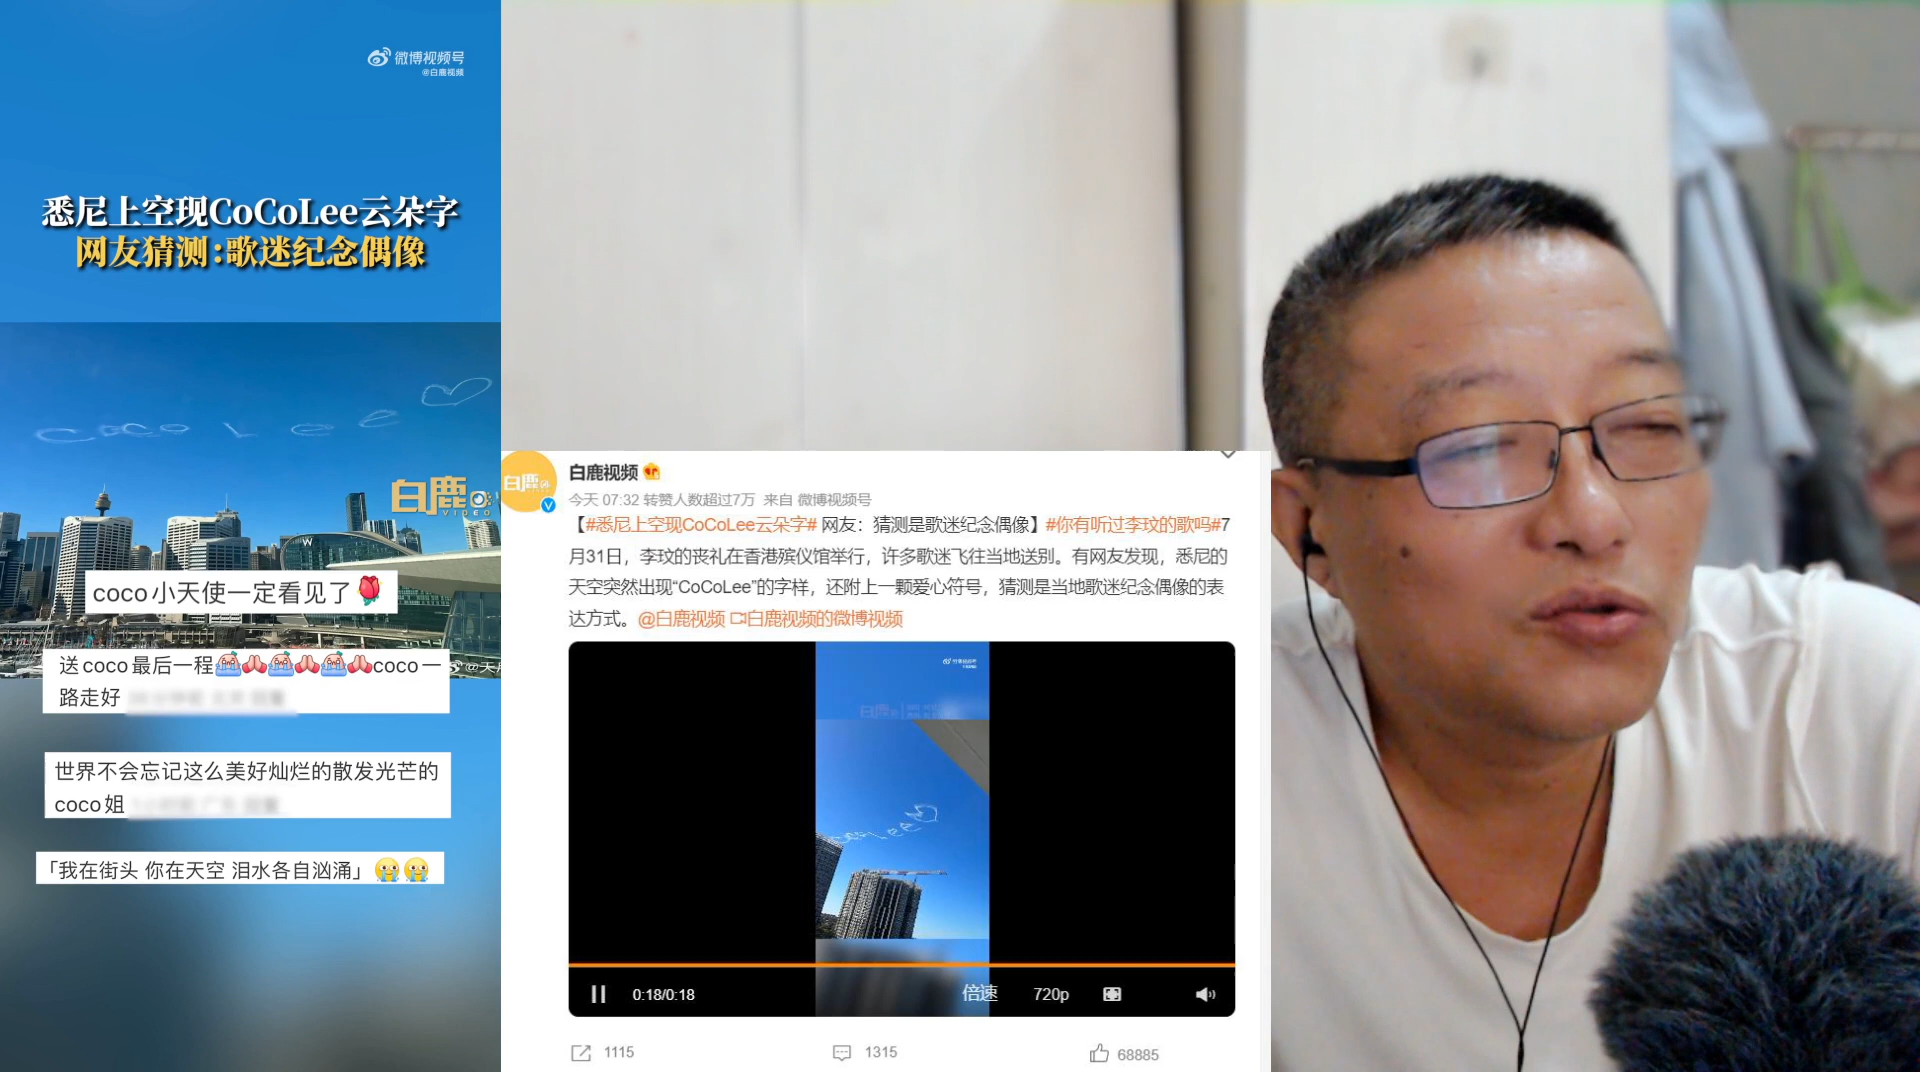 微博视频号
@白鹿视频
悉尼上空现CoCoLee云朵字
网友猜测:歌迷纪念偶像
COCO Lee
白鹿
VIDEO
W
coco小天使一定看见了
@天
送coco最后一程coco一
路走好
世界不会忘记这么美好灿烂的散发光芒的
coco姐
「我在街头 你在天空 泪水各自汹涌」
白鹿
V
白鹿视频
今天 07:32 转赞人数超过7万 来自 微博视频号
【#悉尼上空现CoCoLee云朵字# 网友：猜测是歌迷纪念偶像】#你有听过李玟的歌吗#7
月31日，李玟的丧礼在香港殡仪馆举行，许多歌迷飞往当地送别。有网友发现，悉尼的
天空突然出现“CoCoLee”的字样，还附上一颗爱心符号，猜测是当地歌迷纪念偶像的表
达方式。@白鹿视频 白鹿视频的微博视频
CoCoLee
0:18/0:18
倍速
720p
1115
1315
68885